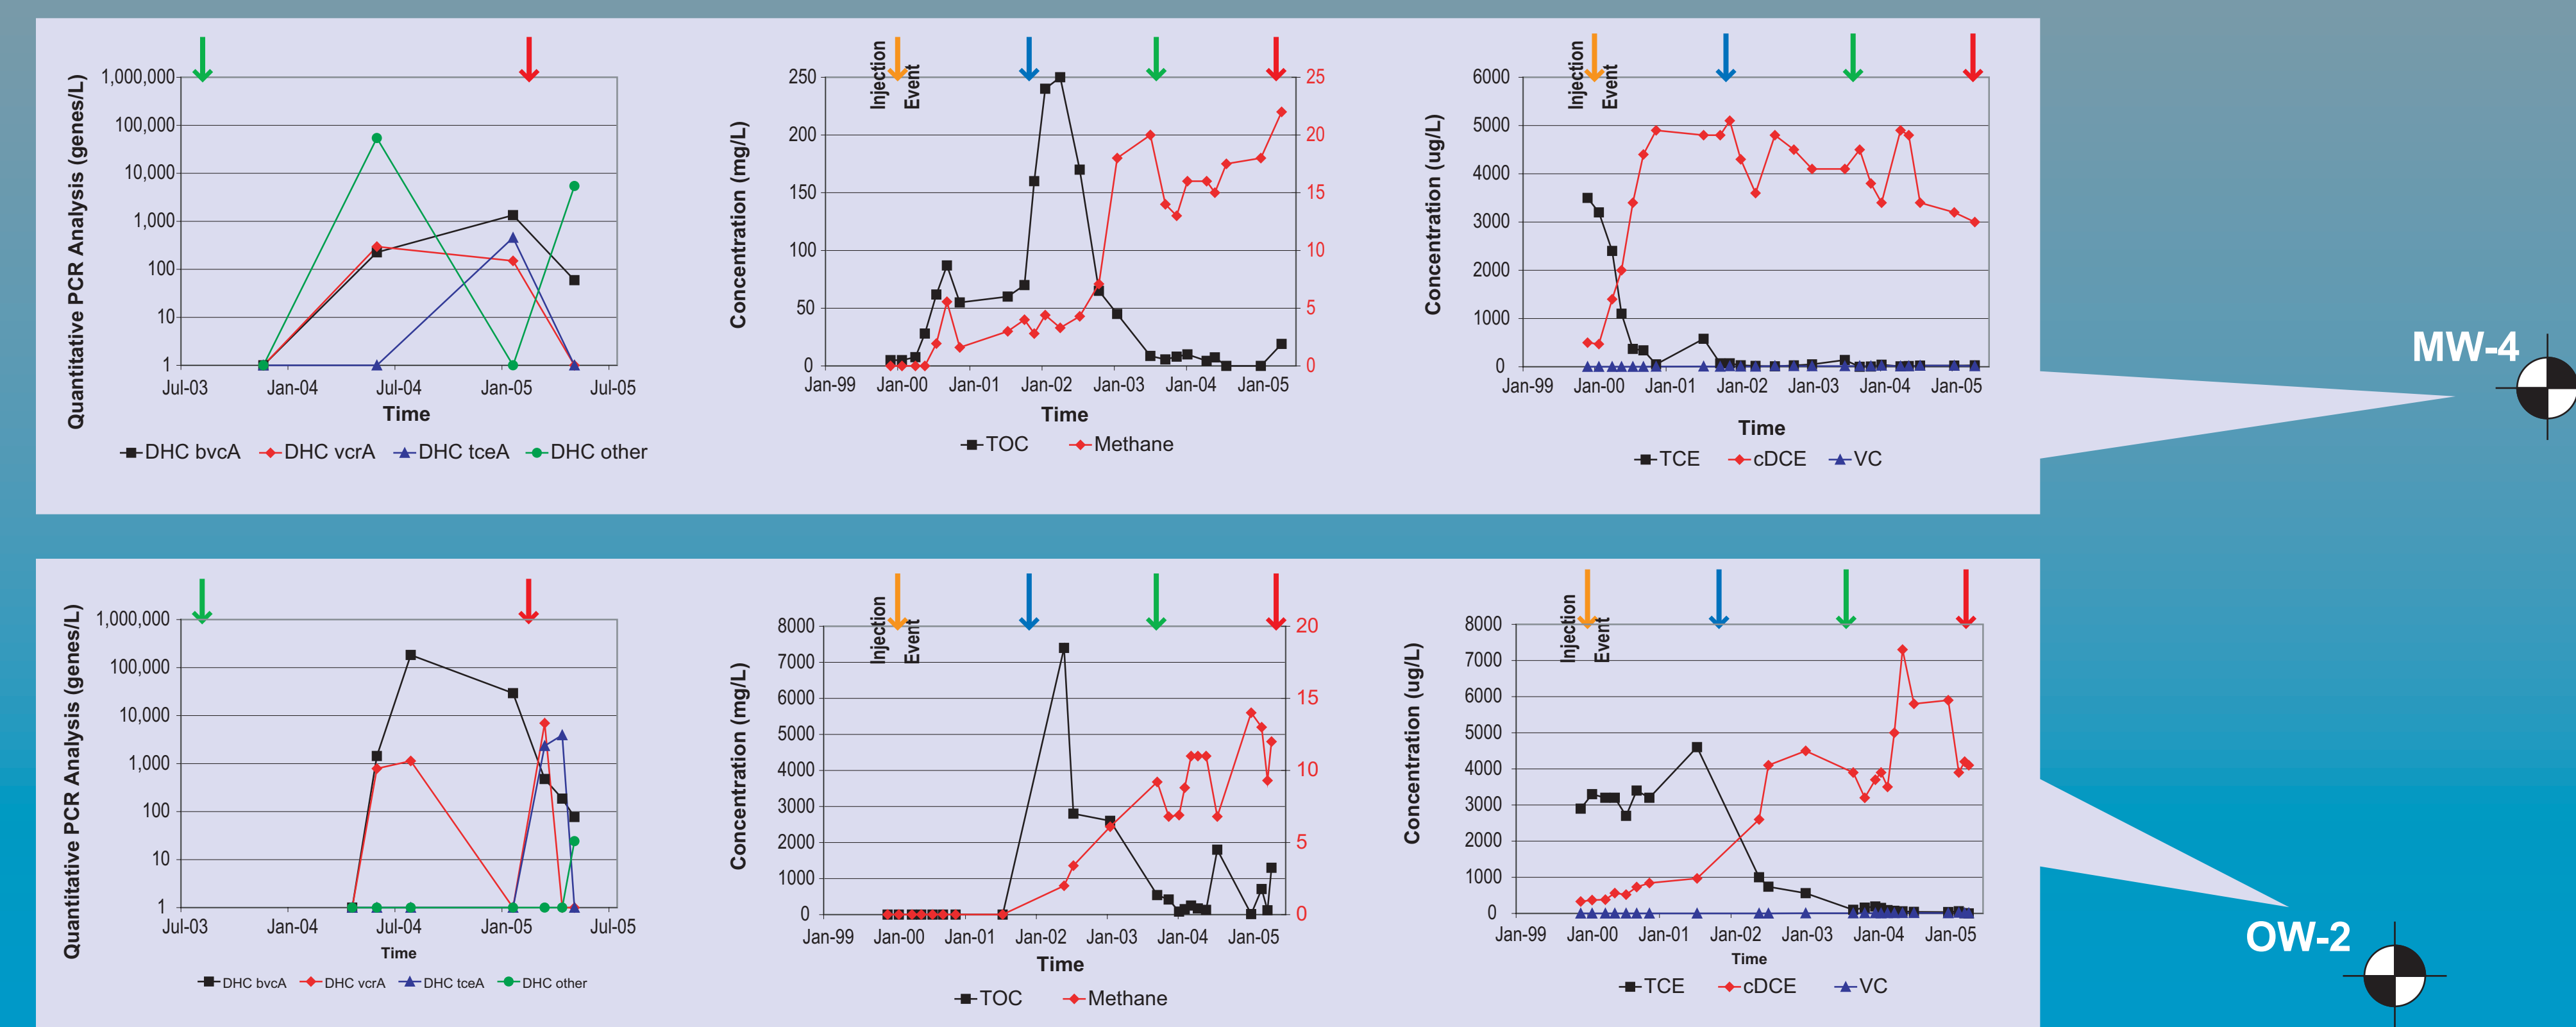 Quantitative PCR Analysis (genes/L)
1,000,000
100,000
10,000
1,000
100
10
1
Jul-03 Jan-04 Jul-04 Jan-05 Jul-05
Time
DHC bvcA DHC vcrA DHC tceA DHC other
Injection
Event
Concentration (mg/L)
250 25
200 20
150 15
100 10
50 5
0 0
Jan-99 Jan-00 Jan-01 Jan-02 Jan-03 Jan-04 Jan-05
Time
TOC Methane
Injection
Event
Concentration (ug/L)
6000
5000
4000
3000
2000
1000
0
Jan-99 Jan-00 Jan-01 Jan-02 Jan-03 Jan-04 Jan-05
Time
TCE cDCE VC
MW-4
Quantitative PCR Analysis (genes/L)
1,000,000
100,000
10,000
1,000
100
10
1
Jul-03 Jan-04 Jul-04 Jan-05 Jul-05
Time
DHC bvcA DHC vcrA DHC tceA DHC other
Injection
Event
Concentration (mg/L)
8000 20
7000
6000 15
5000
4000 10
3000
2000 5
1000
0 0
Jan-99 Jan-00 Jan-01 Jan-02 Jan-03 Jan-04 Jan-05
Time
TOC Methane
Injection
Event
Concentration (ug/L)
8000
7000
6000
5000
4000
3000
2000
1000
0
Jan-99 Jan-00 Jan-01 Jan-02 Jan-03 Jan-04 Jan-05
Time
TCE cDCE VC
OW-2